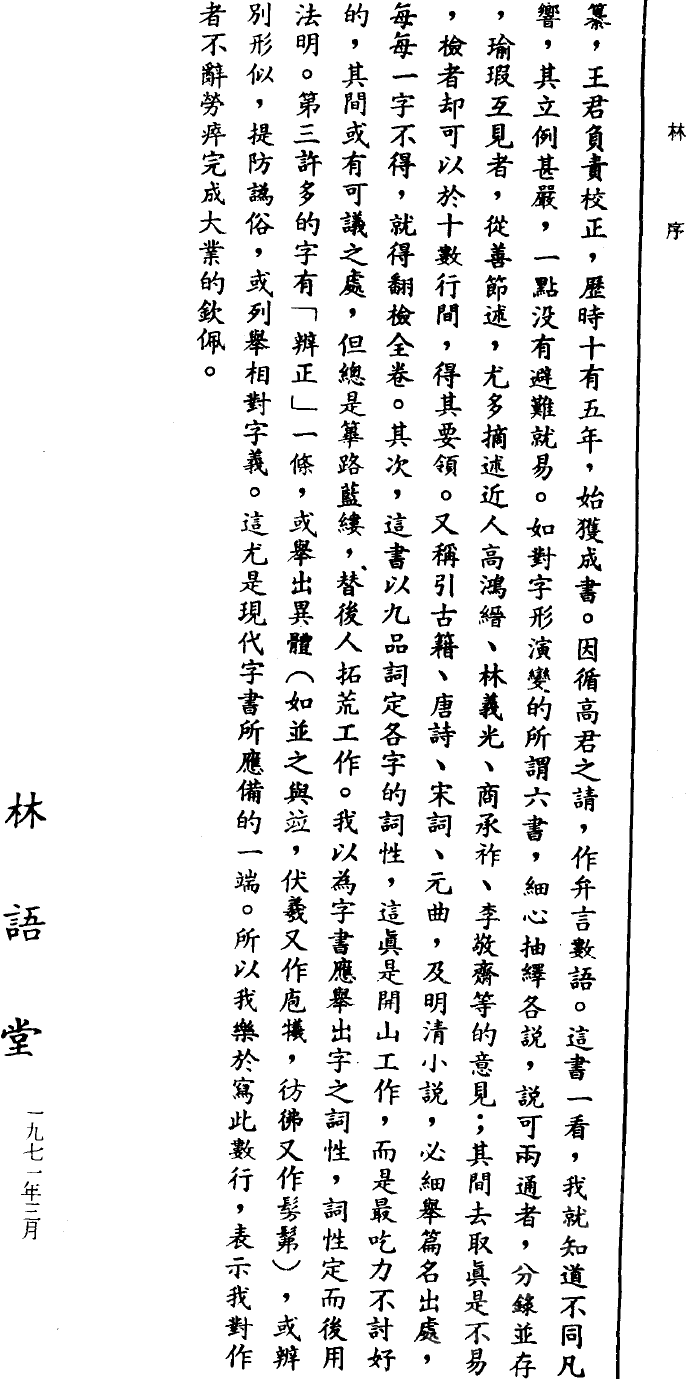 林序
纂，王君負責校正，歷時十有五年，始獲成書。因循高君之請，作弁言數語。這書一看，我就知道不同凡
響，其立例甚嚴，一點没有避難就易。如對字形演變的所謂六書，細心抽繹各説，説可兩通者，分錄並存
，瑜瑕互見者，從善節述，尤多摘述近人高鴻縉、林義光、商承祚、李敬齋等的意見；其間去取眞是不易
，檢者却可以於十數行間，得其要領。又稱引古籍、唐詩、宋詞、元曲，及明清小説，必細舉篇名出處，
每每一字不得，就得翻檢全卷。其次，這書以九品詞定各字的詞性，這眞是開山工作，而是最吃力不討好
的，其間或有可議之處，但總是篳路藍縷，替後人拓荒工作。我以為字書應舉出字之詞性，詞性定而後用
法明。第三許多的字有「辨正」一條，或舉出異體（如並之與竝，伏羲又作庖犧，彷彿又作髣髴），或辨
別形似，提防譌俗，或列舉相對字義。這尤是現代字書所應備的一端。所以我樂於寫此數行，表示我對作
者不辭勞瘁完成大業的欽佩。
林語堂
一九七一年三月